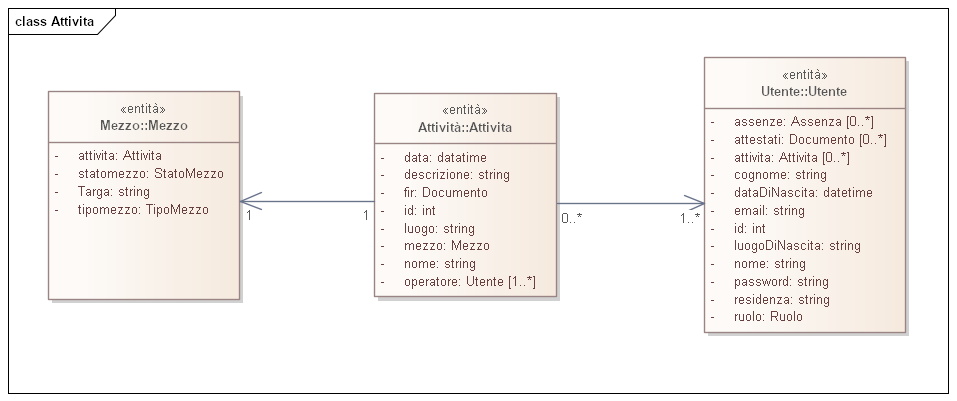 class Attivita
«entità»
Mezzo::Mezzo
- attivita: Attivita
- statomezzo: StatoMezzo
- Targa: string
- tipomezzo: TipoMezzo
1
1
«entità»
Attività::Attivita
- data: datatime
- descrizione: string
- fir: Documento
- id: int
- luogo: string
- mezzo: Mezzo
- nome: string
- operatore: Utente [1..*]
0..*
1..*
«entità»
Utente::Utente
- assenze: Assenza [0..*]
- attestati: Documento [0..*]
- attivita: Attivita [0..*]
- cognome: string
- dataDiNascita: datetime
- email: string
- id: int
- luogoDiNascita: string
- nome: string
- password: string
- residenza: string
- ruolo: Ruolo